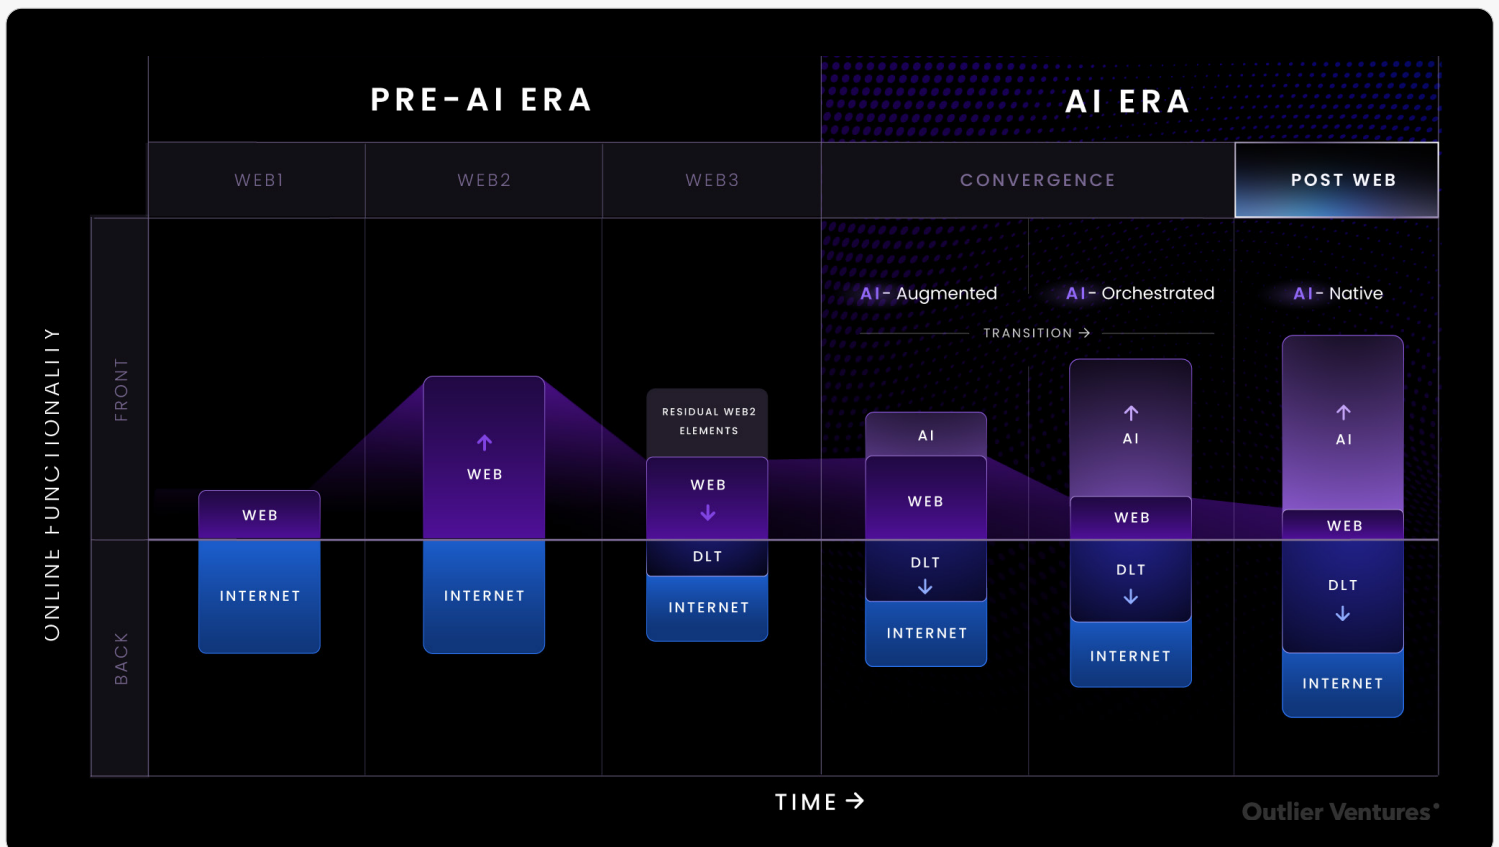 PRE-AI ERA
AI ERA
WEB1
WEB2
WEB3
CONVERGENCE
POST WEB
ONLINE FUNCTIONALITY
FRONT
BACK
AI- Augmented
AI- Orchestrated
AI- Native
TRANSITION →
WEB
INTERNET
↑
WEB
INTERNET
RESIDUAL WEB2
ELEMENTS
WEB
↓
DLT
INTERNET
AI
WEB
DLT
↓
INTERNET
↑
AI
WEB
DLT
↓
INTERNET
↑
AI
WEB
DLT
↓
INTERNET
TIME →
Outlier Ventures